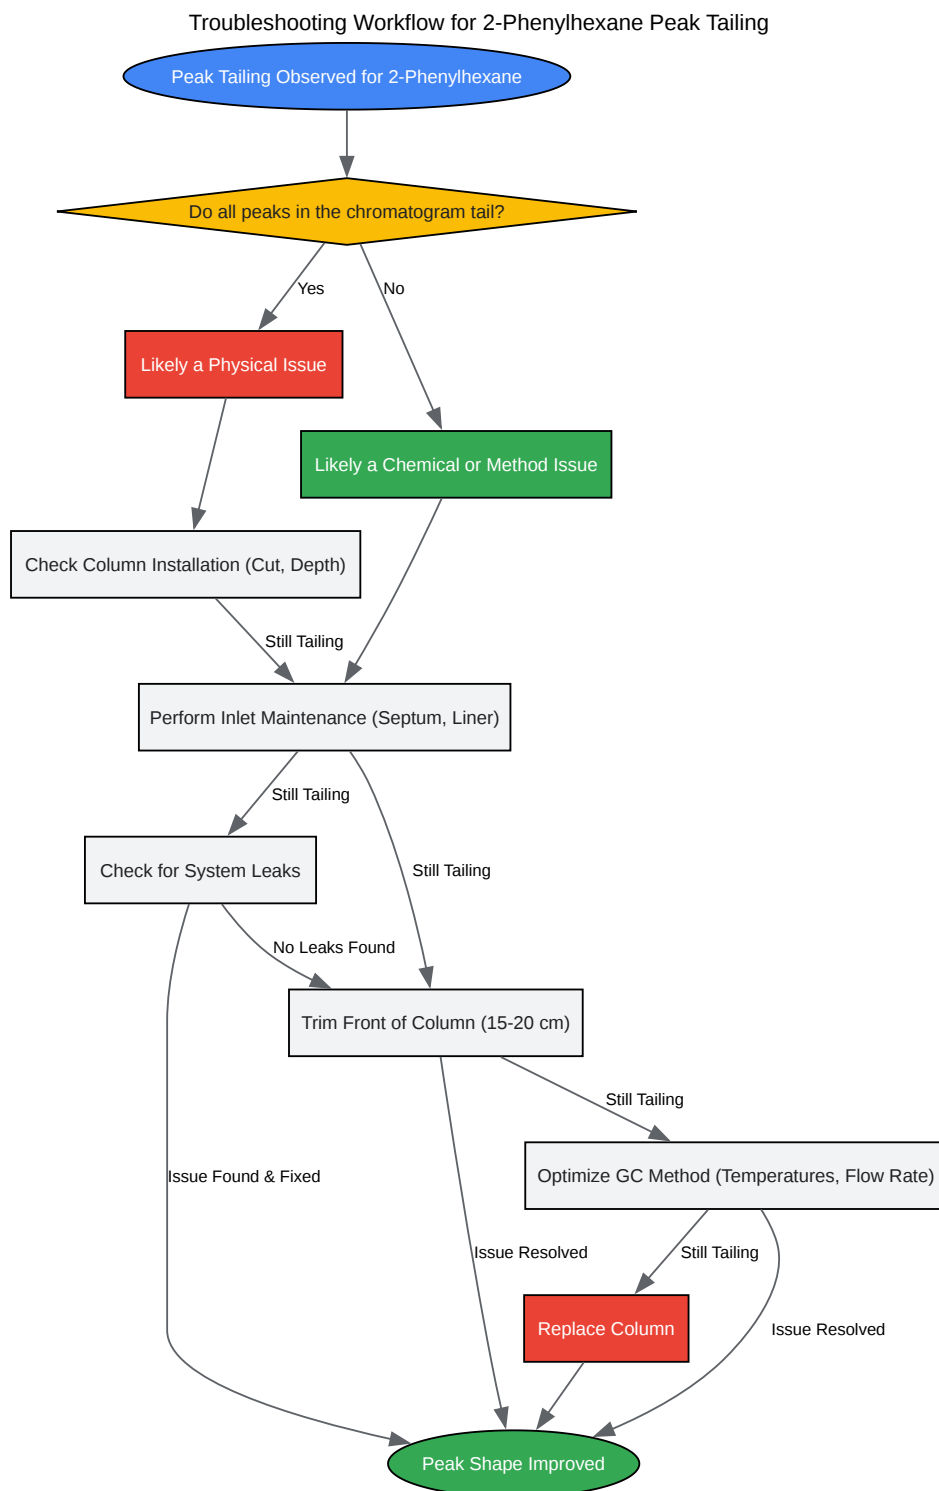 Troubleshooting Workflow for 2-Phenylhexane Peak Tailing
Peak Tailing Observed for 2-Phenylhexane
Do all peaks in the chromatogram tail?
Yes
No
Likely a Physical Issue
Likely a Chemical or Method Issue
Check Column Installation (Cut, Depth)
Still Tailing
Perform Inlet Maintenance (Septum, Liner)
Still Tailing
Check for System Leaks
Still Tailing
No Leaks Found
Trim Front of Column (15-20 cm)
Still Tailing
Issue Found & Fixed
Optimize GC Method (Temperatures, Flow Rate)
Issue Resolved
Still Tailing
Replace Column
Issue Resolved
Peak Shape Improved